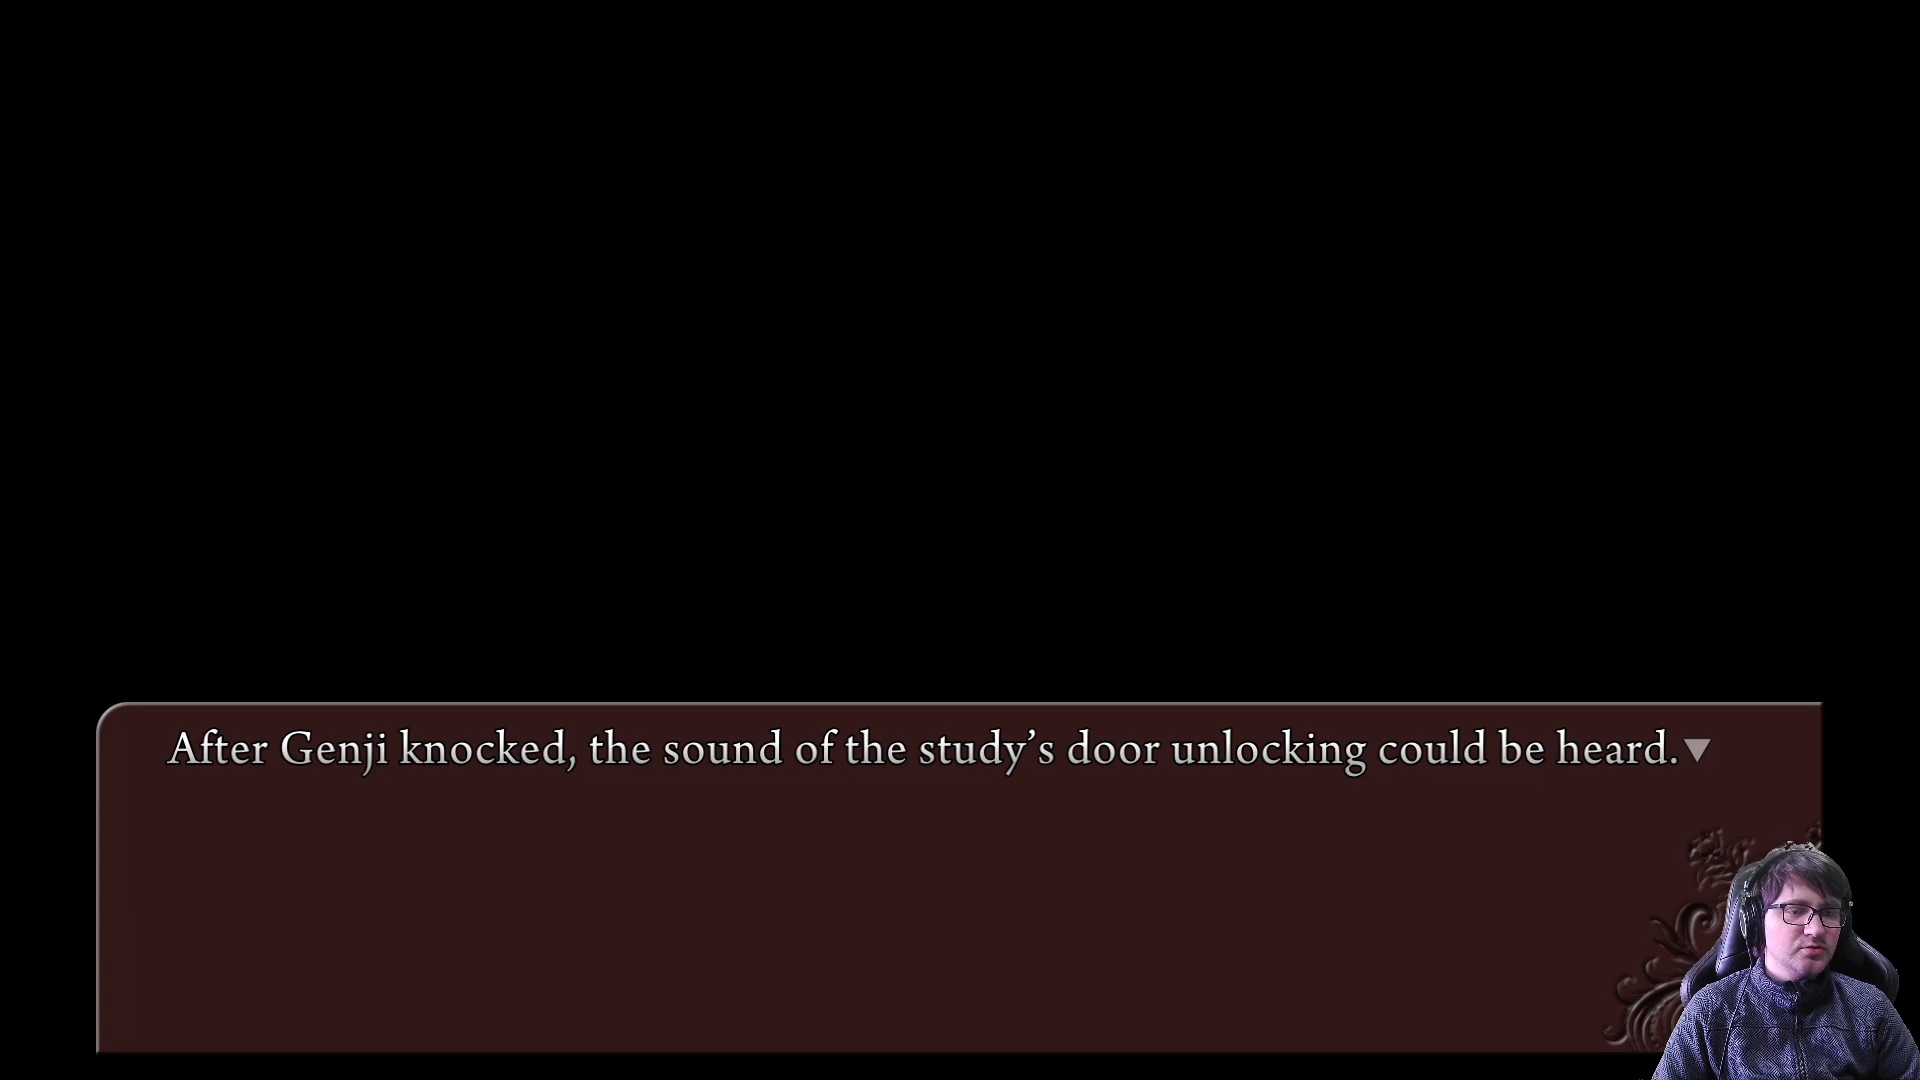 After Genji knocked, the sound of the study’s door unlocking could be heard.